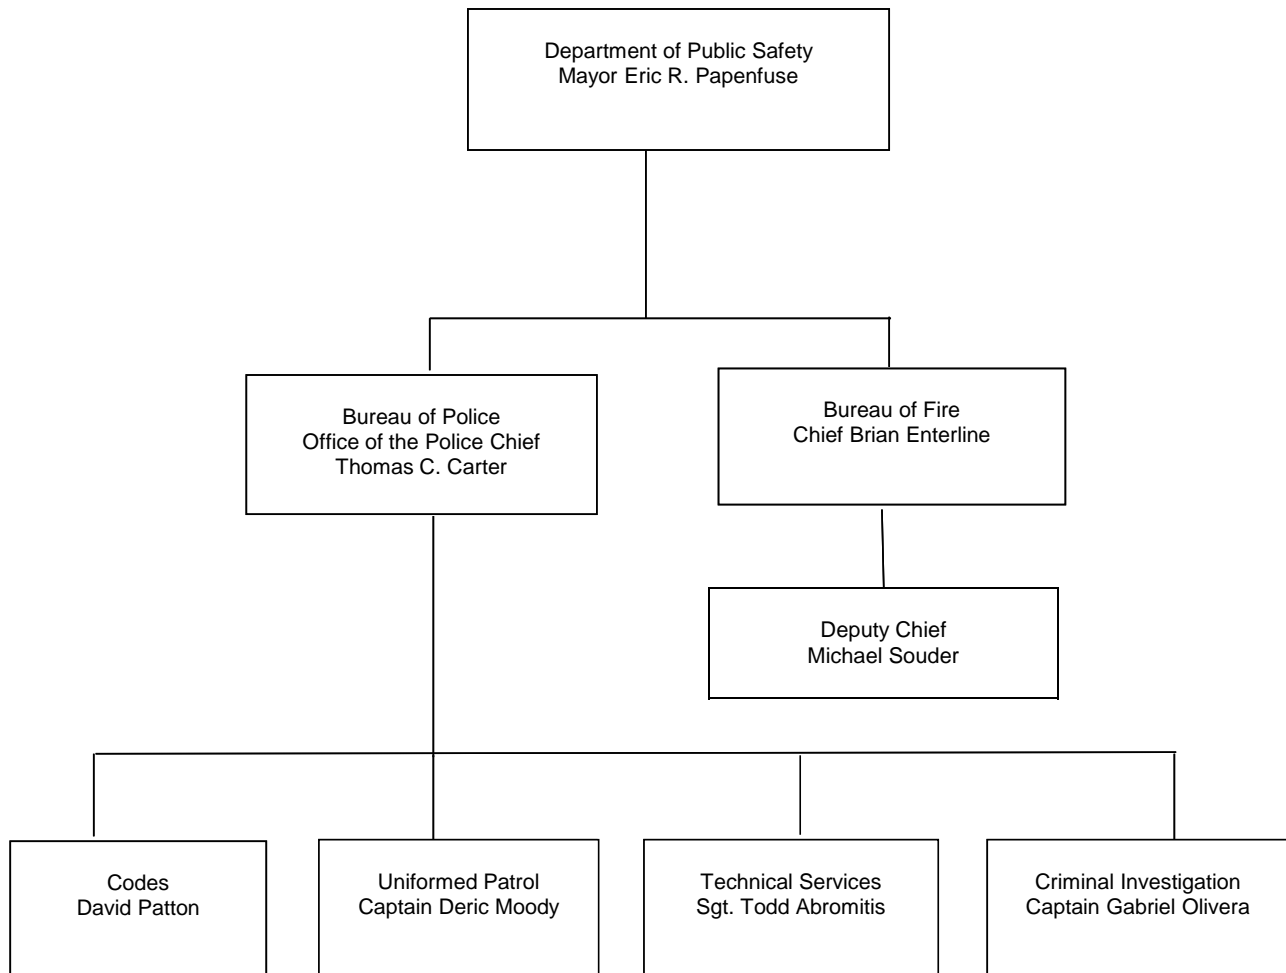 Department of Public Safety
Mayor Eric R. Papenfuse
Bureau of Police
Office of the Police Chief
Thomas C. Carter
Bureau of Fire
Chief Brian Enterline
Deputy Chief
Michael Souder
Codes
David Patton
Uniformed Patrol
Captain Deric Moody
Technical Services
Sgt. Todd Abromitis
Criminal Investigation
Captain Gabriel Olivera